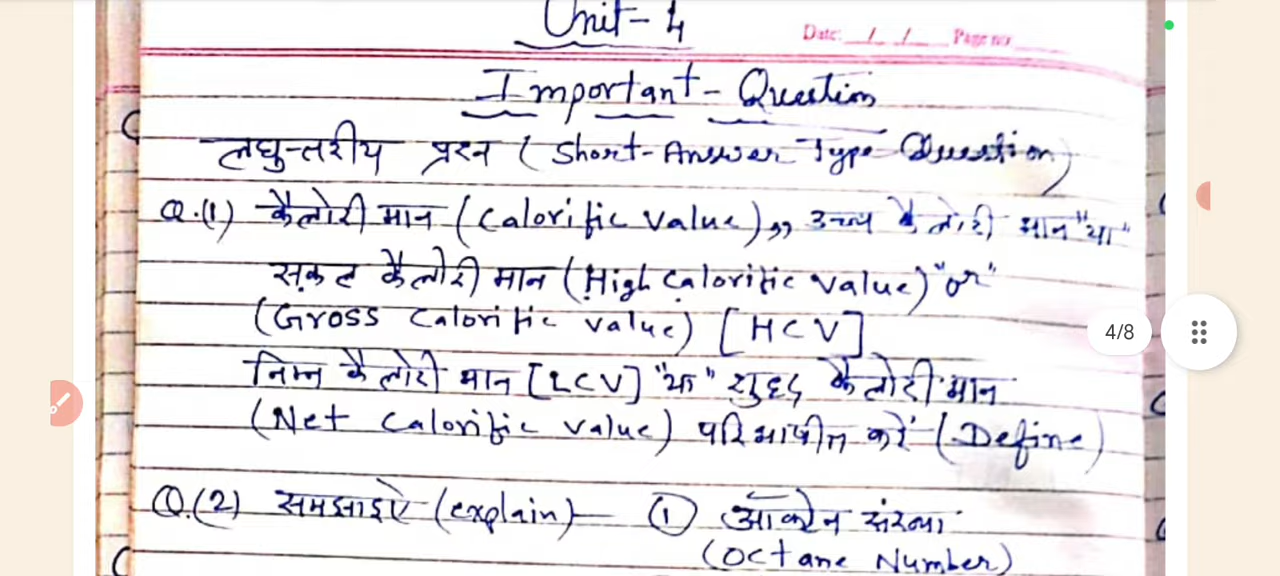 Unit-4
Date: / / Page no
Important-Question
लघु-तरीय प्रश्न (Short-Answer Type Question)
Q.(1) कैलोरी मान (Calorific Value),, उच्च कैलोरी मान "या"
सकल कैलोरी मान (High Calorific Value) "or"
(Gross Calorific Value) [HCV]
4/8
निम्न कैलोरी मान [LCV] "या" शुद्ध कैलोरी मान
(Net Calorific Value) परिभाषीत करें (Define)
Q.(2) समझाइऐ (explain)— ① ऑक्टेन संख्या
(Octane Number)